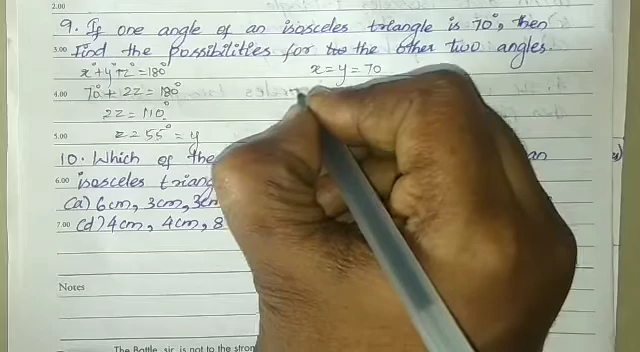 2.00
9. If one angle of an isosceles triangle is 70°, then
3.00 Find the possibilities for the other two angles.
x°+y°+z°=180° x=y=70
4.00 70°+ 2z = 180°
2z = 110°
5.00 z = 55° = y
10. Which of the an
6.00 isosceles triang
(a) 6cm, 3cm, 3cm
7.00 (d) 4cm, 4cm, 8
Notes
The Bottle, sir, is not to the stron